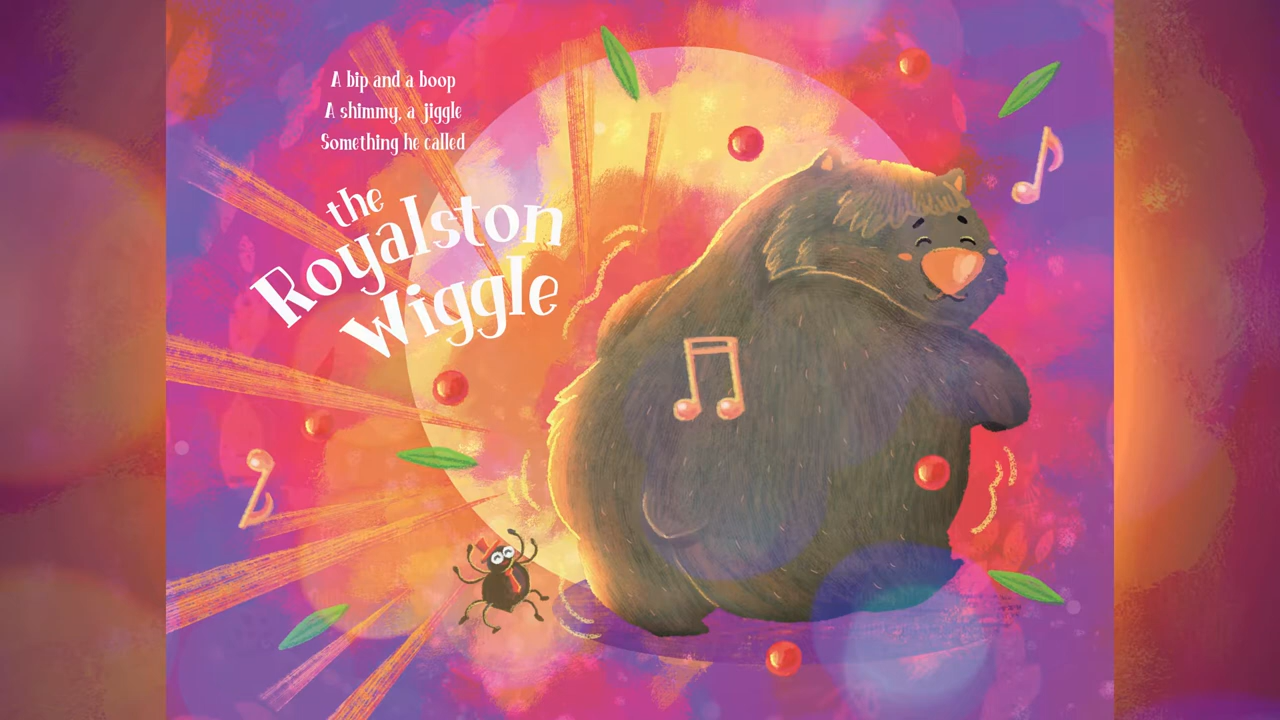 A bip and a boop
A shimmy, a jiggle
Something he called
the
Royalston
Wiggle